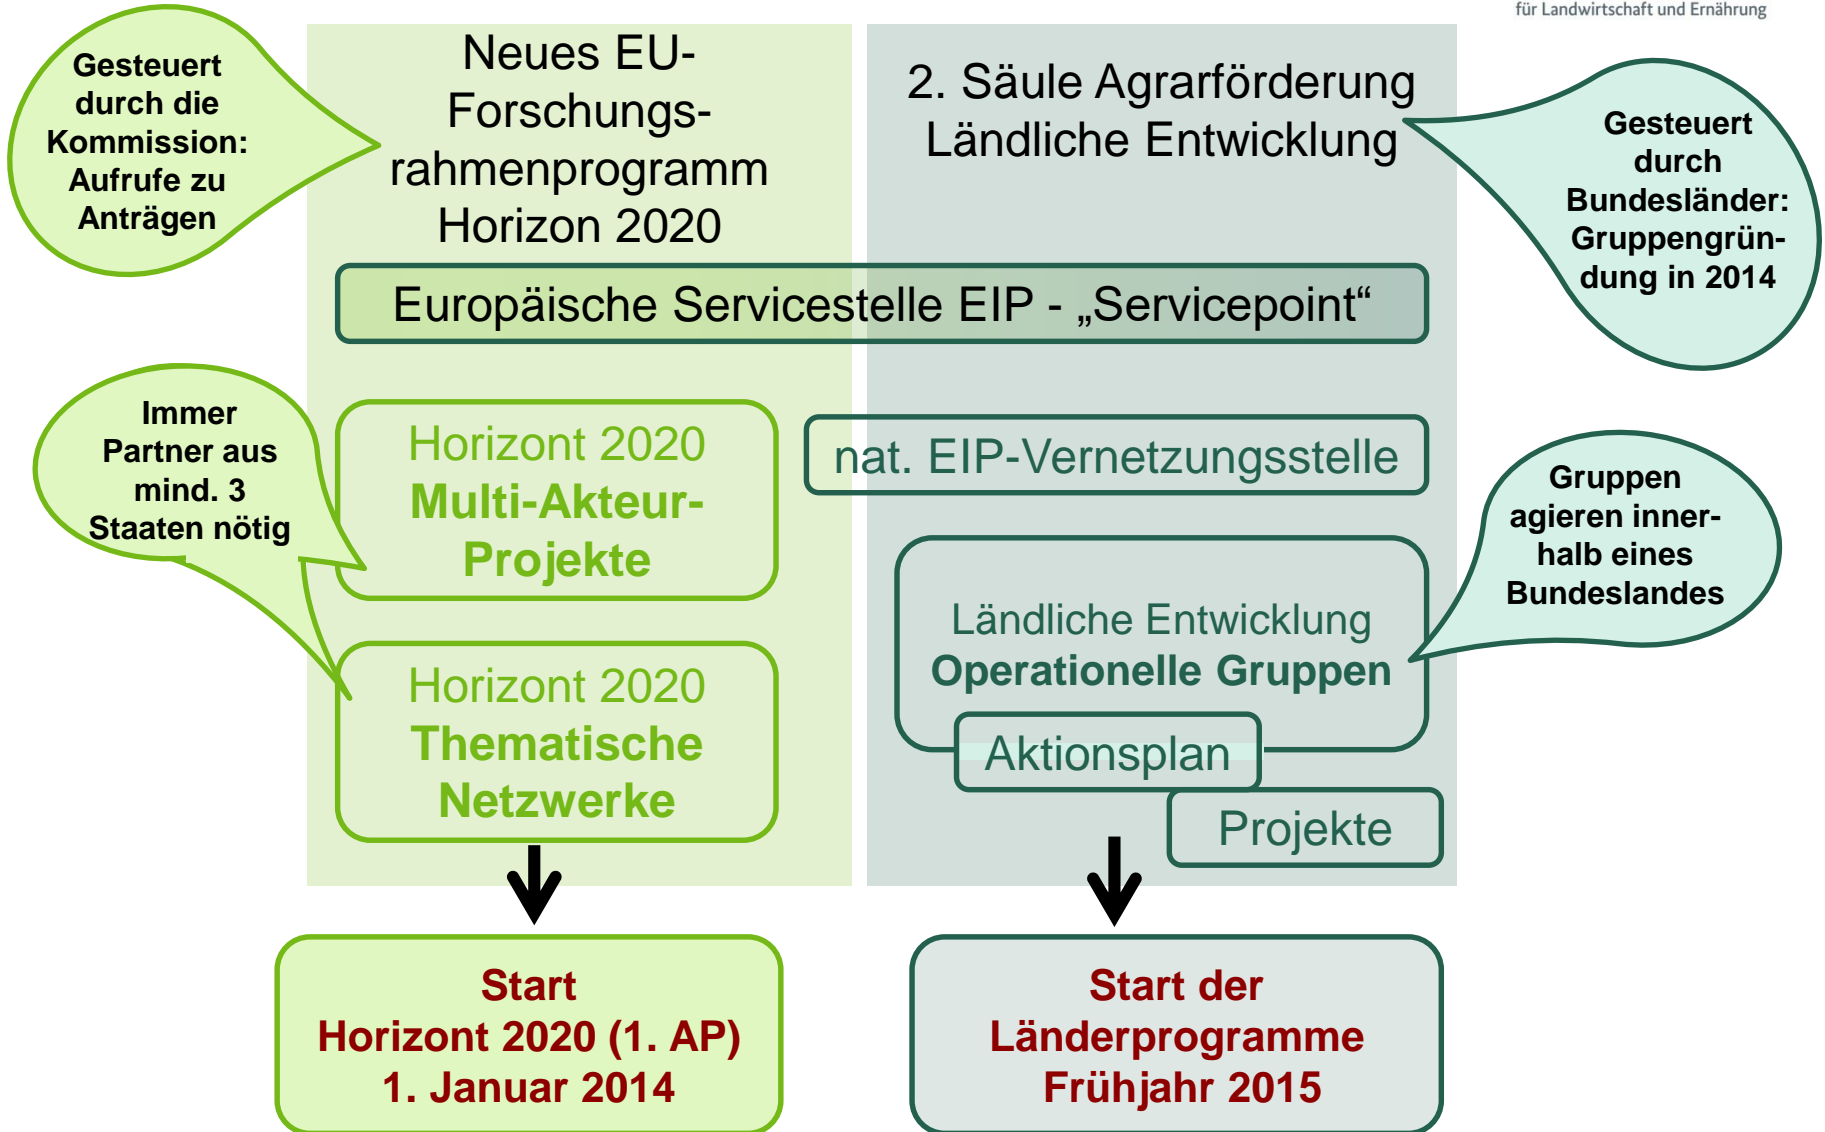 für Landwirtschaft und Ernährung
Gesteuert
durch die
Kommission:
Aufrufe zu
Anträgen
Neues EU-
Forschungs-
rahmenprogramm
Horizon 2020
2. Säule Agrarförderung
Ländliche Entwicklung
Gesteuert
durch
Bundesländer:
Gruppengrün-
dung in 2014
Europäische Servicestelle EIP - „Servicepoint“
Immer
Partner aus
mind. 3
Staaten nötig
Horizont 2020
Multi-Akteur-
Projekte
nat. EIP-Vernetzungsstelle
Gruppen
agieren inner-
halb eines
Bundeslandes
Ländliche Entwicklung
Operationelle Gruppen
Horizont 2020
Thematische
Netzwerke
Aktionsplan
Projekte
Start
Horizont 2020 (1. AP)
1. Januar 2014
Start der
Länderprogramme
Frühjahr 2015